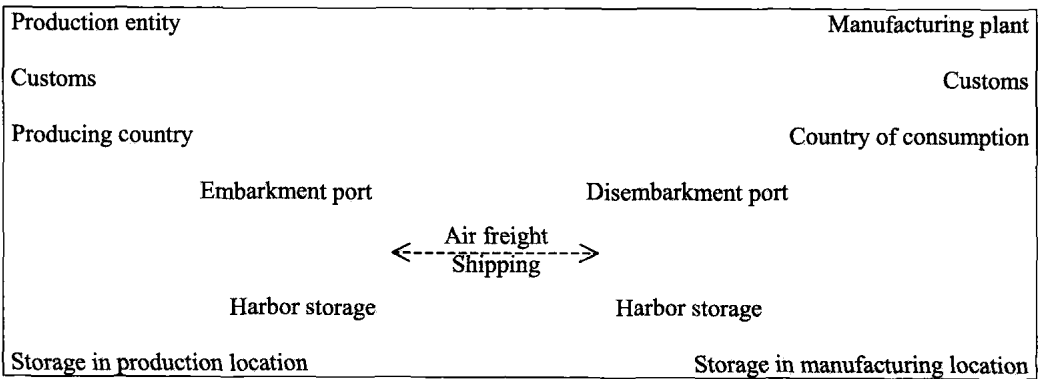 Production entity Manufacturing plant
Customs Customs
Producing country Country of consumption
Embarkment port Disembarkment port
Air freight
Shipping
Harbor storage Harbor storage
Storage in production location Storage in manufacturing location